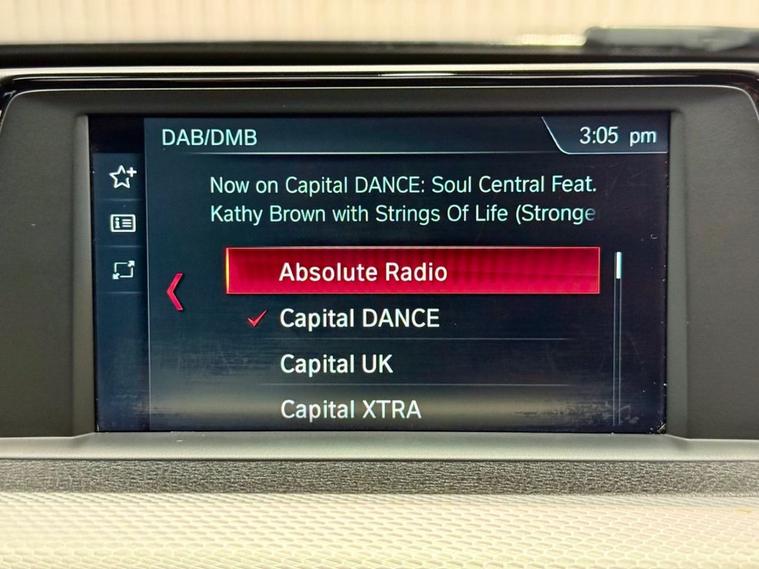 DAB/DMB
3:05 pm
Now on Capital DANCE: Soul Central Feat.
Kathy Brown with Strings Of Life (Stronge
Absolute Radio
Capital DANCE
Capital UK
Capital XTRA